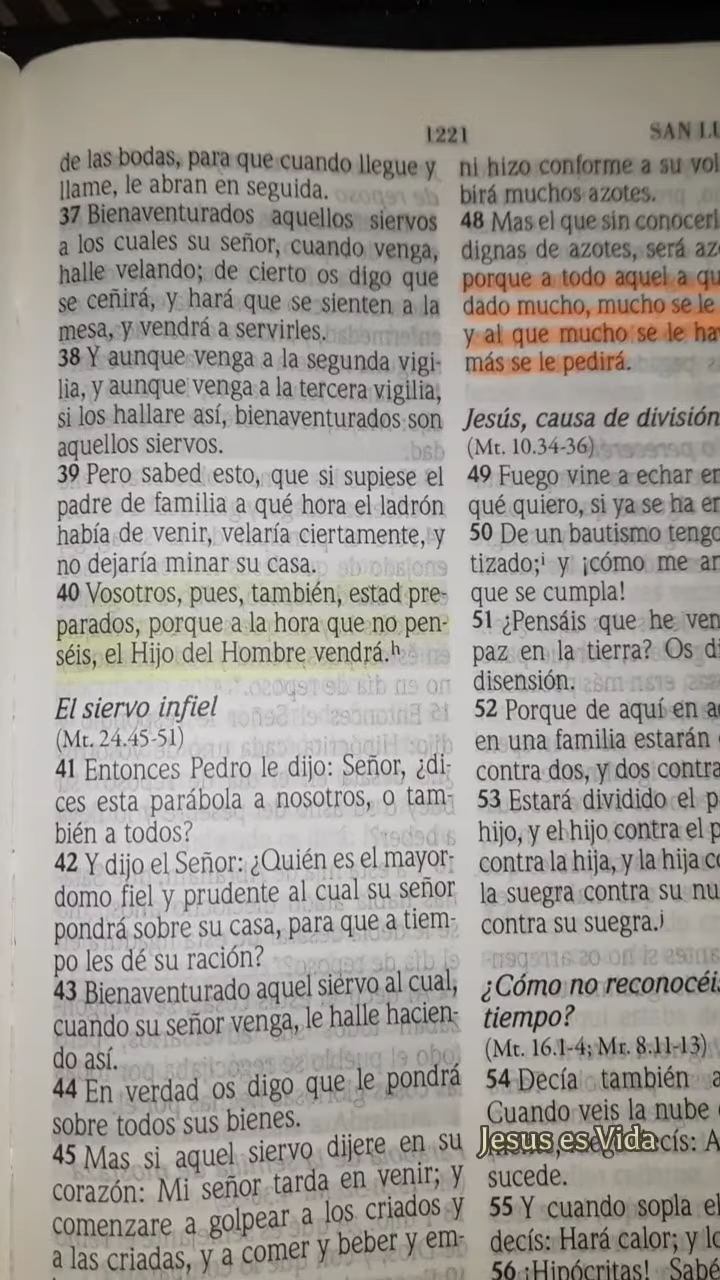 1221
SAN LU
de las bodas, para que cuando llegue y
llame, le abran en seguida.
37 Bienaventurados aquellos siervos
a los cuales su señor, cuando venga,
halle velando; de cierto os digo que
se ceñirá, y hará que se sienten a la
mesa, y vendrá a servirles.
38 Y aunque venga a la segunda vigi-
lia, y aunque venga a la tercera vigilia,
si los hallare así, bienaventurados son
aquellos siervos.
39 Pero sabed esto, que si supiese el
padre de familia a qué hora el ladrón
había de venir, velaría ciertamente, y
no dejaría minar su casa.
40 Vosotros, pues, también, estad pre-
parados, porque a la hora que no pen-
séis, el Hijo del Hombre vendrá.ʰ
El siervo infiel
(Mt. 24.45-51)
41 Entonces Pedro le dijo: Señor, ¿di-
ces esta parábola a nosotros, o tam-
bién a todos?
42 Y dijo el Señor: ¿Quién es el mayor-
domo fiel y prudente al cual su señor
pondrá sobre su casa, para que a tiem-
po les dé su ración?
43 Bienaventurado aquel siervo al cual,
cuando su señor venga, le halle hacien-
do así.
44 En verdad os digo que le pondrá
sobre todos sus bienes.
45 Mas si aquel siervo dijere en su
corazón: Mi señor tarda en venir; y
comenzare a golpear a los criados y
a las criadas, y a comer y beber y em-
ni hizo conforme a su vol
birá muchos azotes.
48 Mas el que sin conocerl
dignas de azotes, será az
porque a todo aquel a qu
dado mucho, mucho se le
y al que mucho se le ha
más se le pedirá.
Jesús, causa de división
(Mt. 10.34-36)
49 Fuego vine a echar en
qué quiero, si ya se ha en
50 De un bautismo tengo
tizado;ⁱ y ¡cómo me an
que se cumpla!
51 ¿Pensáis que he ven
paz en la tierra? Os di
disensión.
52 Porque de aquí en a
en una familia estarán
contra dos, y dos contra
53 Estará dividido el p
hijo, y el hijo contra el p
contra la hija, y la hija co
la suegra contra su nu
contra su suegra.ʲ
¿Cómo no reconocéis
tiempo?
(Mt. 16.1-4; Mr. 8.11-13)
54 Decía también a
Cuando veis la nube
Jesus es Vida
decís: A
sucede.
55 Y cuando sopla el
decís: Hará calor; y lo
56 ¡Hipócritas! Sabé